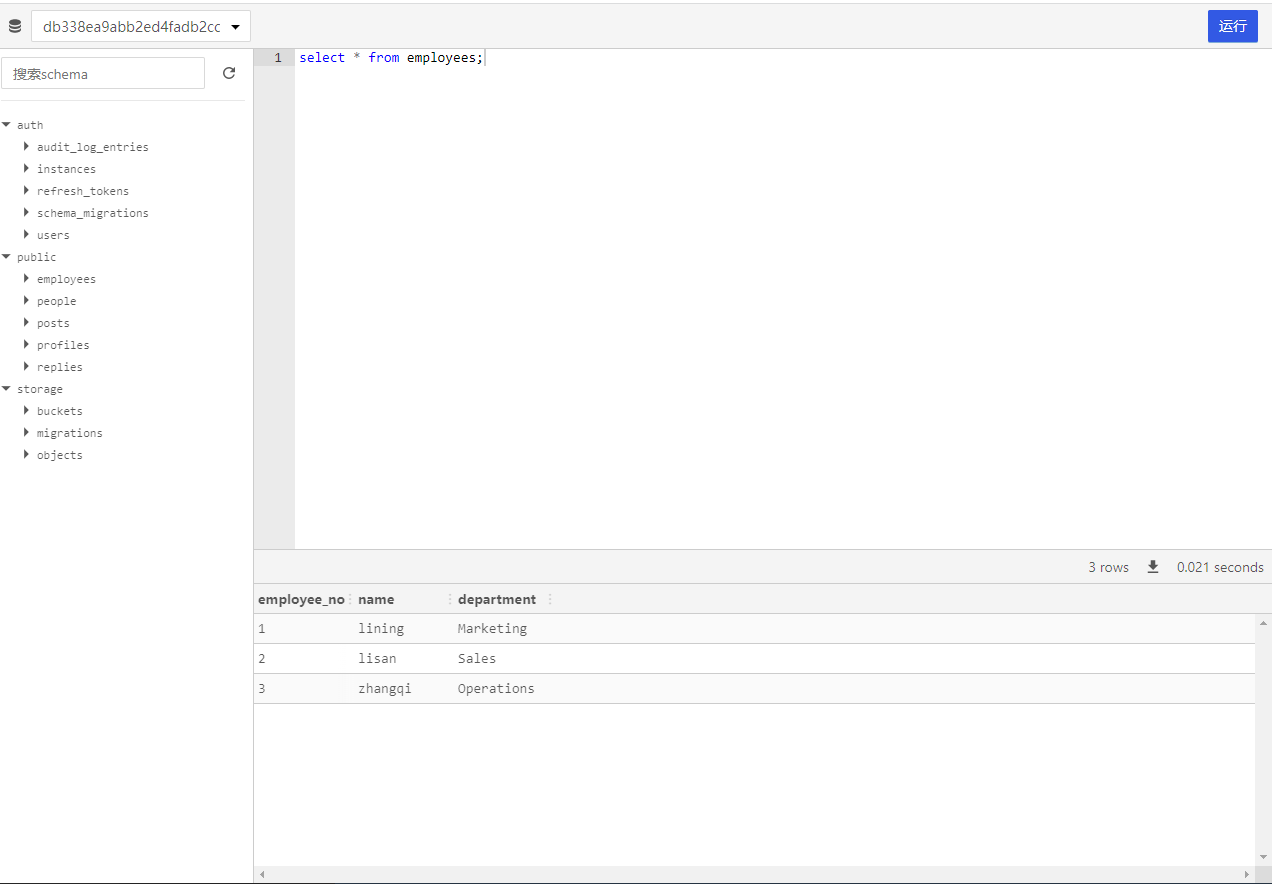 db338ea9abb2ed4fadb2cc
运行
搜索schema
auth
audit_log_entries
instances
refresh_tokens
schema_migrations
users
public
employees
people
posts
profiles
replies
storage
buckets
migrations
objects
1 select * from employees;
3 rows 0.021 seconds
employee_no name department
1 lining Marketing
2 lisan Sales
3 zhangqi Operations